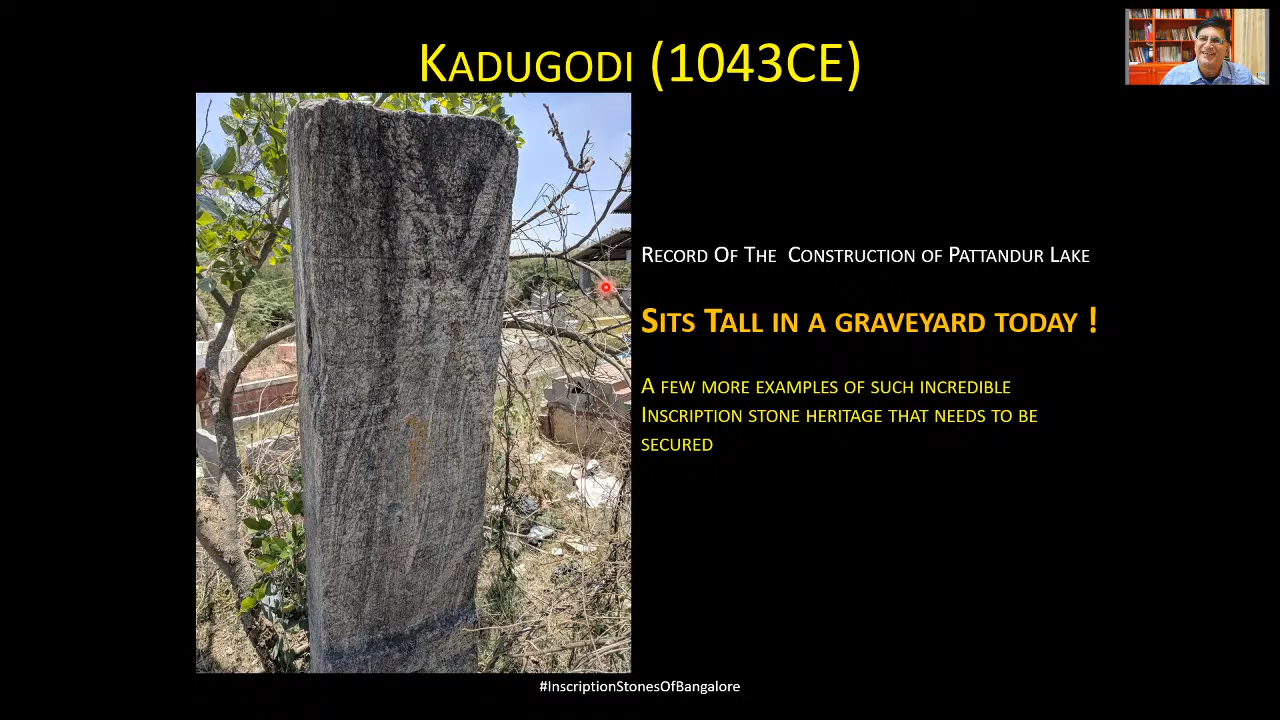 KADUGODI (1043CE)
RECORD OF THE CONSTRUCTION OF PATTANDUR LAKE
SITS TALL IN A GRAVEYARD TODAY !
A FEW MORE EXAMPLES OF SUCH INCREDIBLE
INSCRIPTION STONE HERITAGE THAT NEEDS TO BE
SECURED
#InscriptionStonesOfBangalore